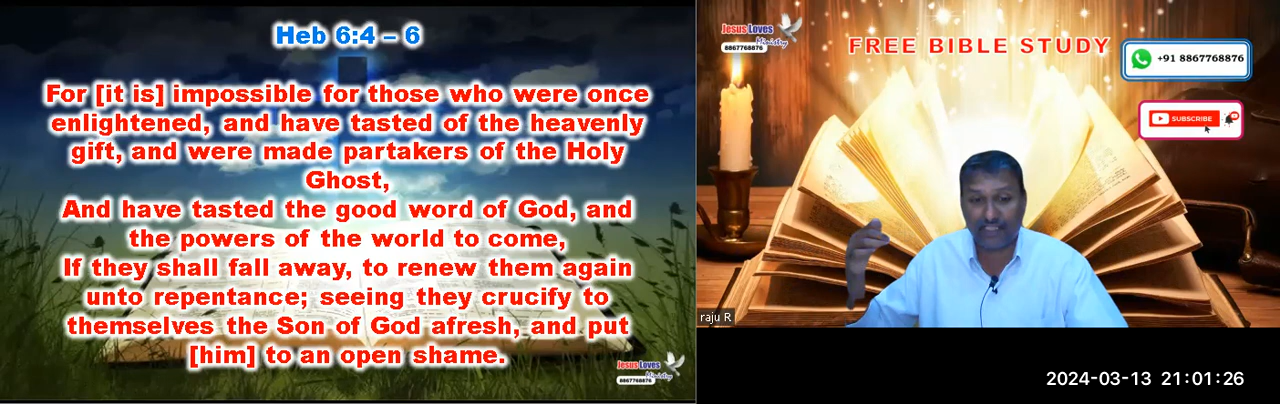 Heb 6:4 – 6
For [it is] impossible for those who were once
enlightened, and have tasted of the heavenly
gift, and were made partakers of the Holy
Ghost,
And have tasted the good word of God, and
the powers of the world to come,
If they shall fall away, to renew them again
unto repentance; seeing they crucify to
themselves the Son of God afresh, and put
[him] to an open shame.
Jesus Loves
Ministry
8867768876
Jesus Loves
Ministry
8867768876
FREE BIBLE STUDY
+91 8867768876
SUBSCRIBE
raju R
2024-03-13 21:01:26